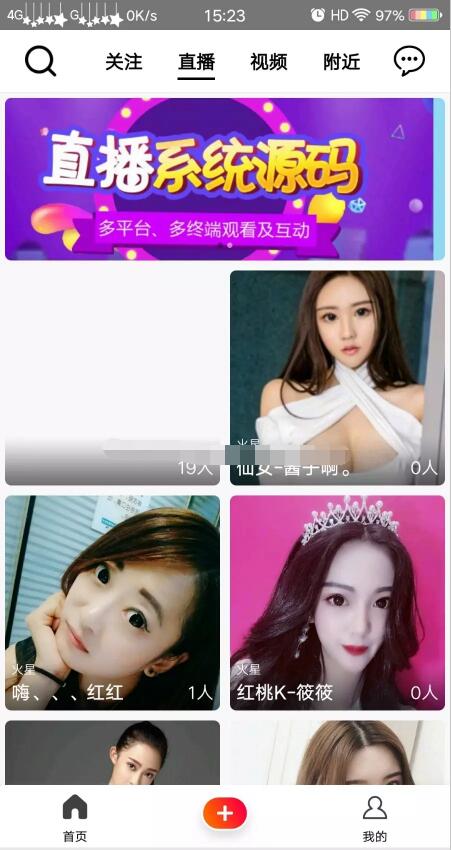 4G
G
0K/s
15:23
HD
97%
关注
直播
视频
附近
直播系统源码
多平台、多终端观看及互动
19人
火星
仙女-酱子啊。
0人
火星
嗨、、、红红
1人
火星
红桃K-筱筱
0人
首页
我的